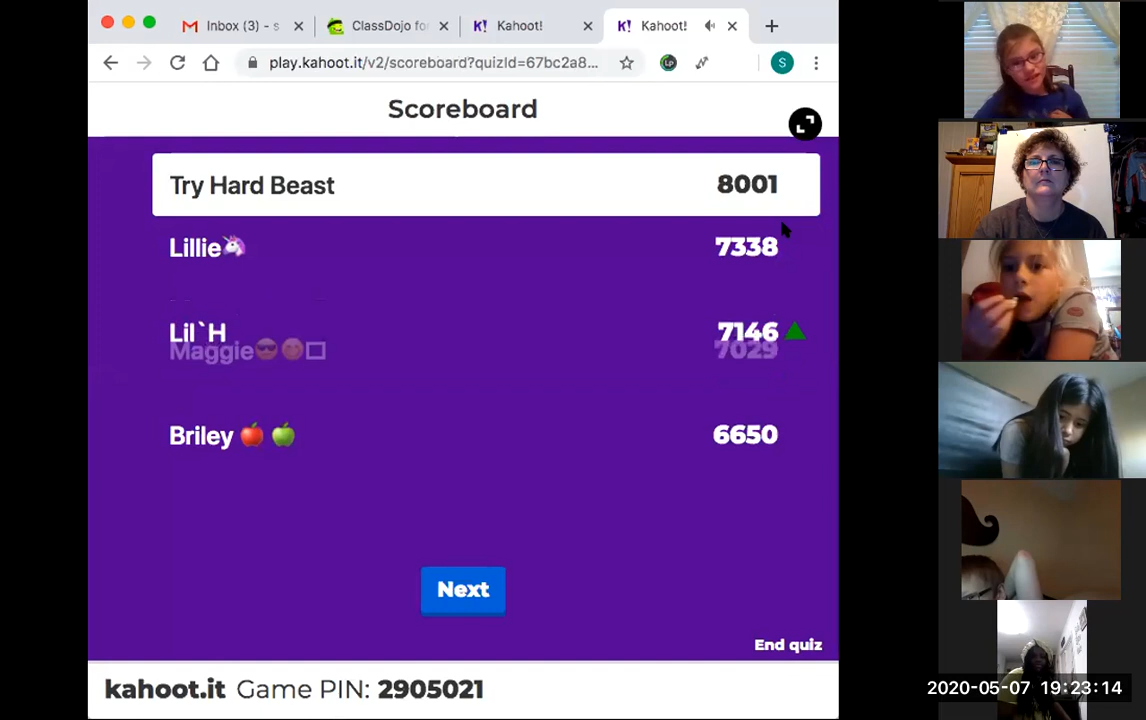 Inbox (3) - s
ClassDojo for
K! Kahoot!
K! Kahoot!
play.kahoot.it/v2/scoreboard?quizId=67bc2a8...
LP
S
Scoreboard
Try Hard Beast 8001
Lillie🦄 7338
Lil`H 7146
Maggie😎😁□ 7029
Briley 🍎 🍏 6650
Next
End quiz
kahoot.it Game PIN: 2905021
2020-05-07 19:23:14